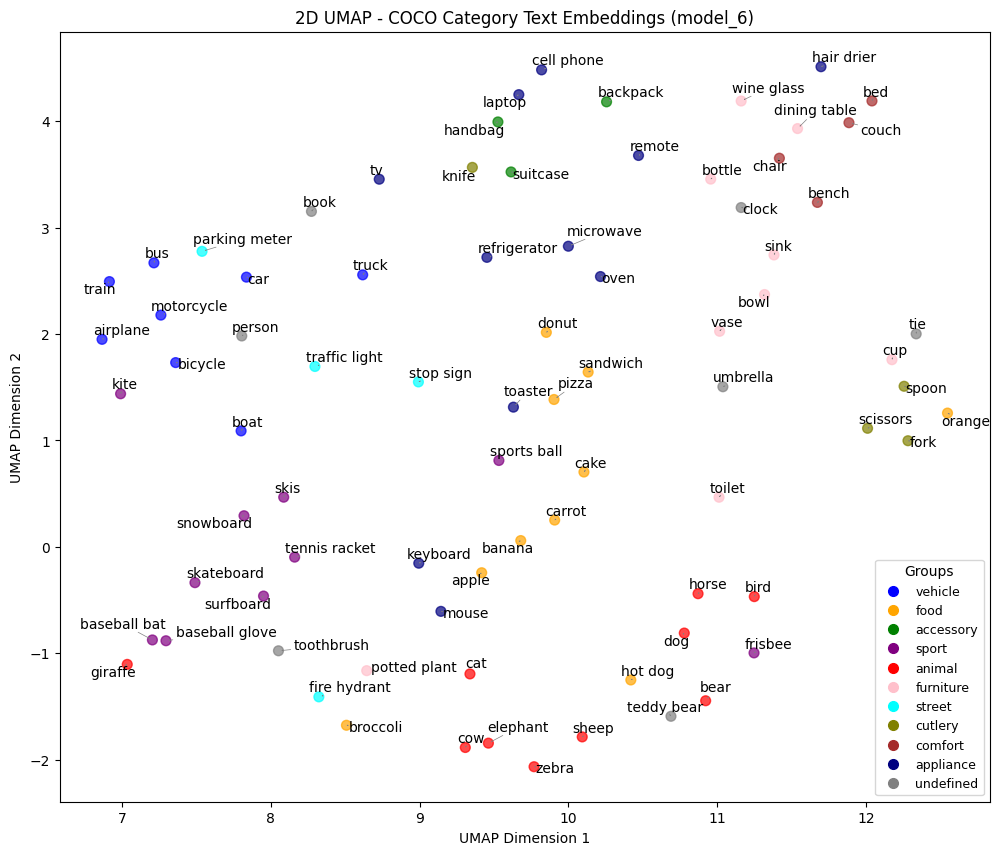 2D UMAP - COCO Category Text Embeddings (model_6)
cell phone
hair drier
laptop
backpack
wine glass
bed
dining table
handbag
couch
remote
tv
knife
suitcase
bottle
chair
book
bench
clock
parking meter
microwave
bus
refrigerator
sink
truck
car
oven
train
bowl
motorcycle
airplane
person
donut
vase
tie
bicycle
traffic light
stop sign
sandwich
cup
kite
toaster
pizza
umbrella
spoon
boat
scissors
orange
fork
sports ball
cake
skis
toilet
snowboard
carrot
tennis racket
keyboard
banana
skateboard
apple
horse
bird
surfboard
mouse
baseball bat
baseball glove
toothbrush
dog
frisbee
giraffe
potted plant
cat
hot dog
fire hydrant
bear
teddy bear
broccoli
cow
elephant
sheep
zebra
Groups
vehicle
food
accessory
sport
animal
furniture
street
cutlery
comfort
appliance
undefined
4
3
2
1
0
−1
−2
UMAP Dimension 2
7
8
9
10
11
12
UMAP Dimension 1